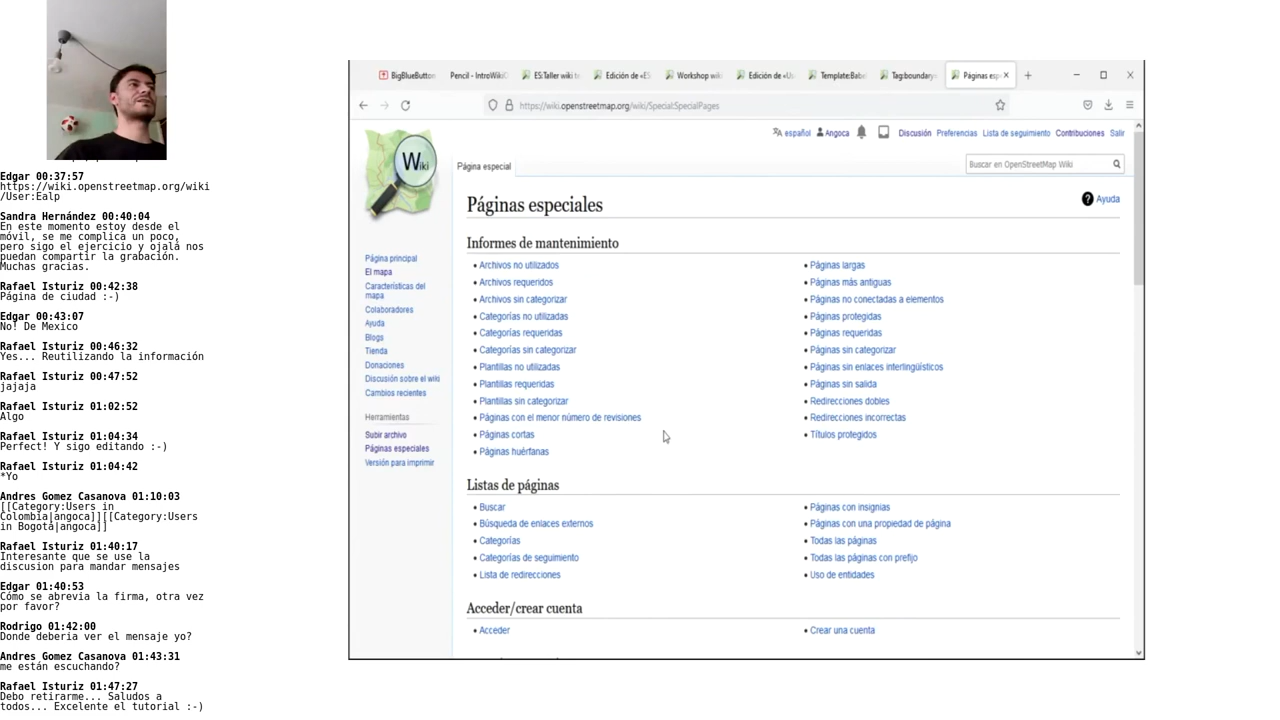 Edgar 00:37:57
https://wiki.openstreetmap.org/wiki
/User:Ealp
Sandra Hernández 00:40:04
En este momento estoy desde el
móvil, se me complica un poco,
pero sigo el ejercicio y ojalá nos
puedan compartir la grabación.
Muchas gracias.
Rafael Isturiz 00:42:38
Página de ciudad :-)
Edgar 00:43:07
No! De Mexico
Rafael Isturiz 00:46:32
Yes... Reutilizando la información
Rafael Isturiz 00:47:52
jajaja
Rafael Isturiz 01:02:52
Algo
Rafael Isturiz 01:04:34
Perfect! Y sigo editando :-)
Rafael Isturiz 01:04:42
*Yo
Andres Gomez Casanova 01:10:03
[[Category:Users in
Colombia|angoca]][[Category:Users
in Bogotá|angoca]]
Rafael Isturiz 01:40:17
Interesante que se use la
discusion para mandar mensajes
Edgar 01:40:53
Cómo se abrevia la firma, otra vez
por favor?
Rodrigo 01:42:00
Donde deberia ver el mensaje yo?
Andres Gomez Casanova 01:43:31
me están escuchando?
Rafael Isturiz 01:47:27
Debo retirarme... Saludos a
todos... Excelente el tutorial :-)
BigBlueButton Pencil - IntroWiki ES:Taller wiki Edición de «E Workshop wiki Edición de «Us Template:Babel Tag:boundary Páginas esp
https://wiki.openstreetmap.org/wiki/Special:SpecialPages
español Angoca Discusión Preferencias Lista de seguimiento Contribuciones Salir
Wiki
Página especial
Buscar en OpenStreetMap Wiki
Páginas especiales
Ayuda
Página principal
El mapa
Características del
mapa
Colaboradores
Ayuda
Blogs
Tienda
Donaciones
Discusión sobre el wiki
Cambios recientes
Herramientas
Subir archivo
Páginas especiales
Versión para imprimir
Informes de mantenimiento
Archivos no utilizados
Archivos requeridos
Archivos sin categorizar
Categorías no utilizadas
Categorías requeridas
Categorías sin categorizar
Plantillas no utilizadas
Plantillas requeridas
Plantillas sin categorizar
Páginas con el menor número de revisiones
Páginas cortas
Páginas huérfanas
Páginas largas
Páginas más antiguas
Páginas no conectadas a elementos
Páginas protegidas
Páginas requeridas
Páginas sin categorizar
Páginas sin enlaces interlingüísticos
Páginas sin salida
Redirecciones dobles
Redirecciones incorrectas
Títulos protegidos
Listas de páginas
Buscar
Búsqueda de enlaces externos
Categorías
Categorías de seguimiento
Lista de redirecciones
Páginas con insignias
Páginas con una propiedad de página
Todas las páginas
Todas las páginas con prefijo
Uso de entidades
Acceder/crear cuenta
Acceder
Crear una cuenta